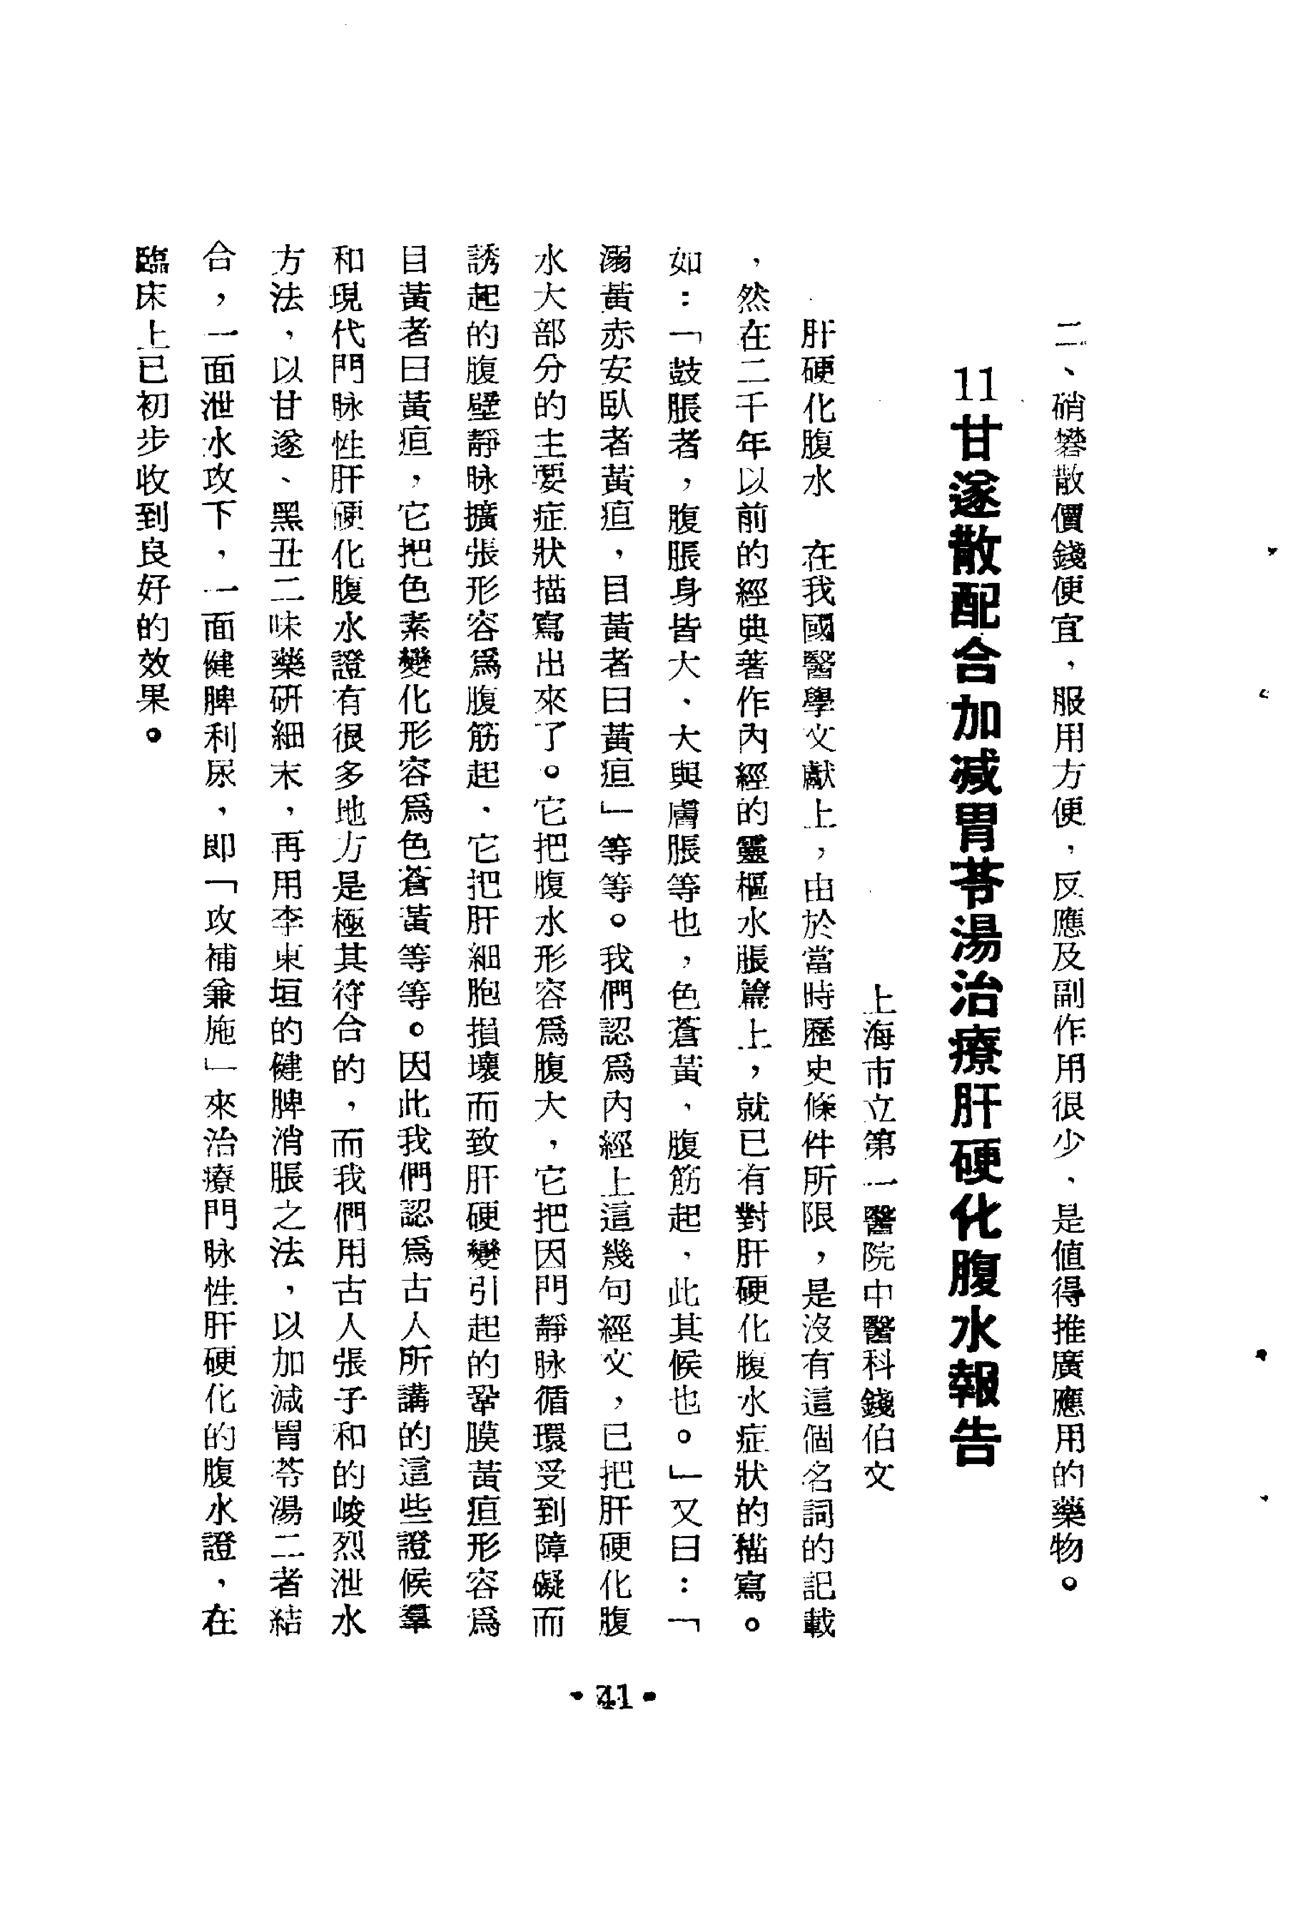 二、硝礬散價錢便宜，服用方便，反應及副作用很少，是值得推廣應用的藥物。
11甘遂散配合加減胃苓湯治療肝硬化腹水報告
上海市立第一醫院中醫科錢伯文
肝硬化腹水　在我國醫學文獻上，由於當時歷史條件所限，是沒有這個名詞的記載
，然在二千年以前的經典著作內經的靈樞水脹篇上，就已有對肝硬化腹水症狀的描寫。
如：「鼓脹者，腹脹身皆大、大與膚脹等也，色蒼黃、腹筋起，此其候也。」又曰：「
溺黃赤安臥者黃疸，目黃者曰黃疸」等等。我們認爲內經上這幾句經文，已把肝硬化腹
水大部分的主要症狀描寫出來了。它把腹水形容爲腹大，它把因門靜脉循環受到障礙而
誘起的腹壁靜脉擴張形容爲腹筋起、它把肝細胞損壞而致肝硬變引起的鞏膜黃疸形容爲
目黃者曰黃疸，它把色素變化形容爲色蒼黃等等。因此我們認爲古人所講的這些證候羣
和現代門脉性肝硬化腹水證有很多地方是極其符合的，而我們用古人張子和的峻烈泄水
方法，以甘遂、黑丑二味藥研細末，再用李東垣的健脾消脹之法，以加減胃苓湯二者結
合，一面泄水攻下，一面健脾利尿，即「攻補兼施」來治療門脉性肝硬化的腹水證，在
臨床上已初步收到良好的效果。
• 41 •